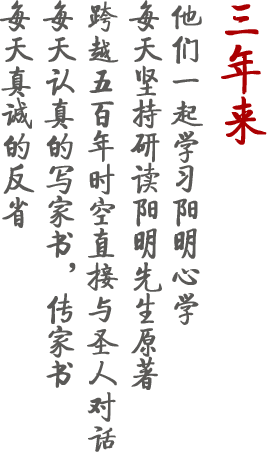 三年来
他们一起学习阳明心学
每天坚持研读阳明先生原著
跨越五百年时空直接与圣人对话
每天认真的写家书，传家书
每天真诚的反省